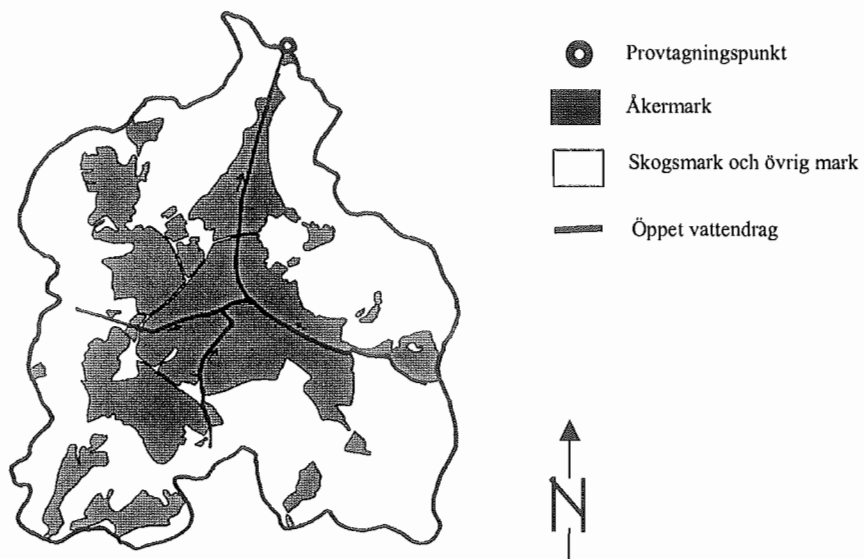 Provtagningspunkt
Åkermark
Skogsmark och övrig mark
Öppet vattendrag
N